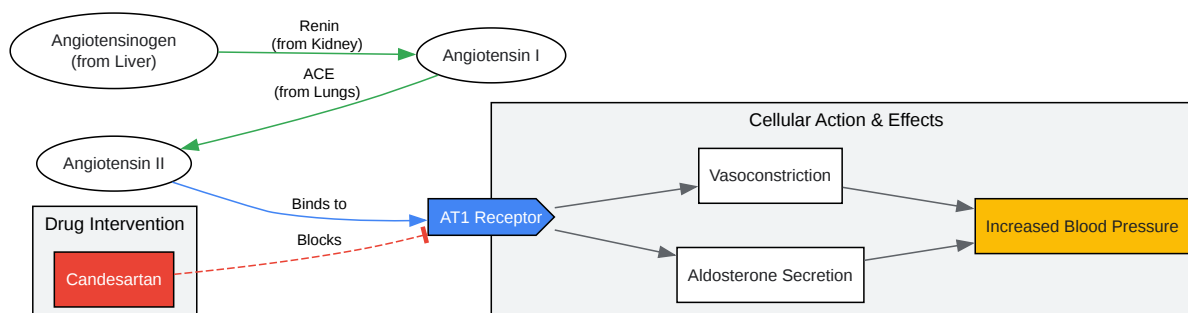 Angiotensinogen
(from Liver)
Renin
(from Kidney)
Angiotensin I
ACE
(from Lungs)
Angiotensin II
Binds to
Drug Intervention
Candesartan
Blocks
Cellular Action & Effects
AT1 Receptor
Vasoconstriction
Aldosterone Secretion
Increased Blood Pressure